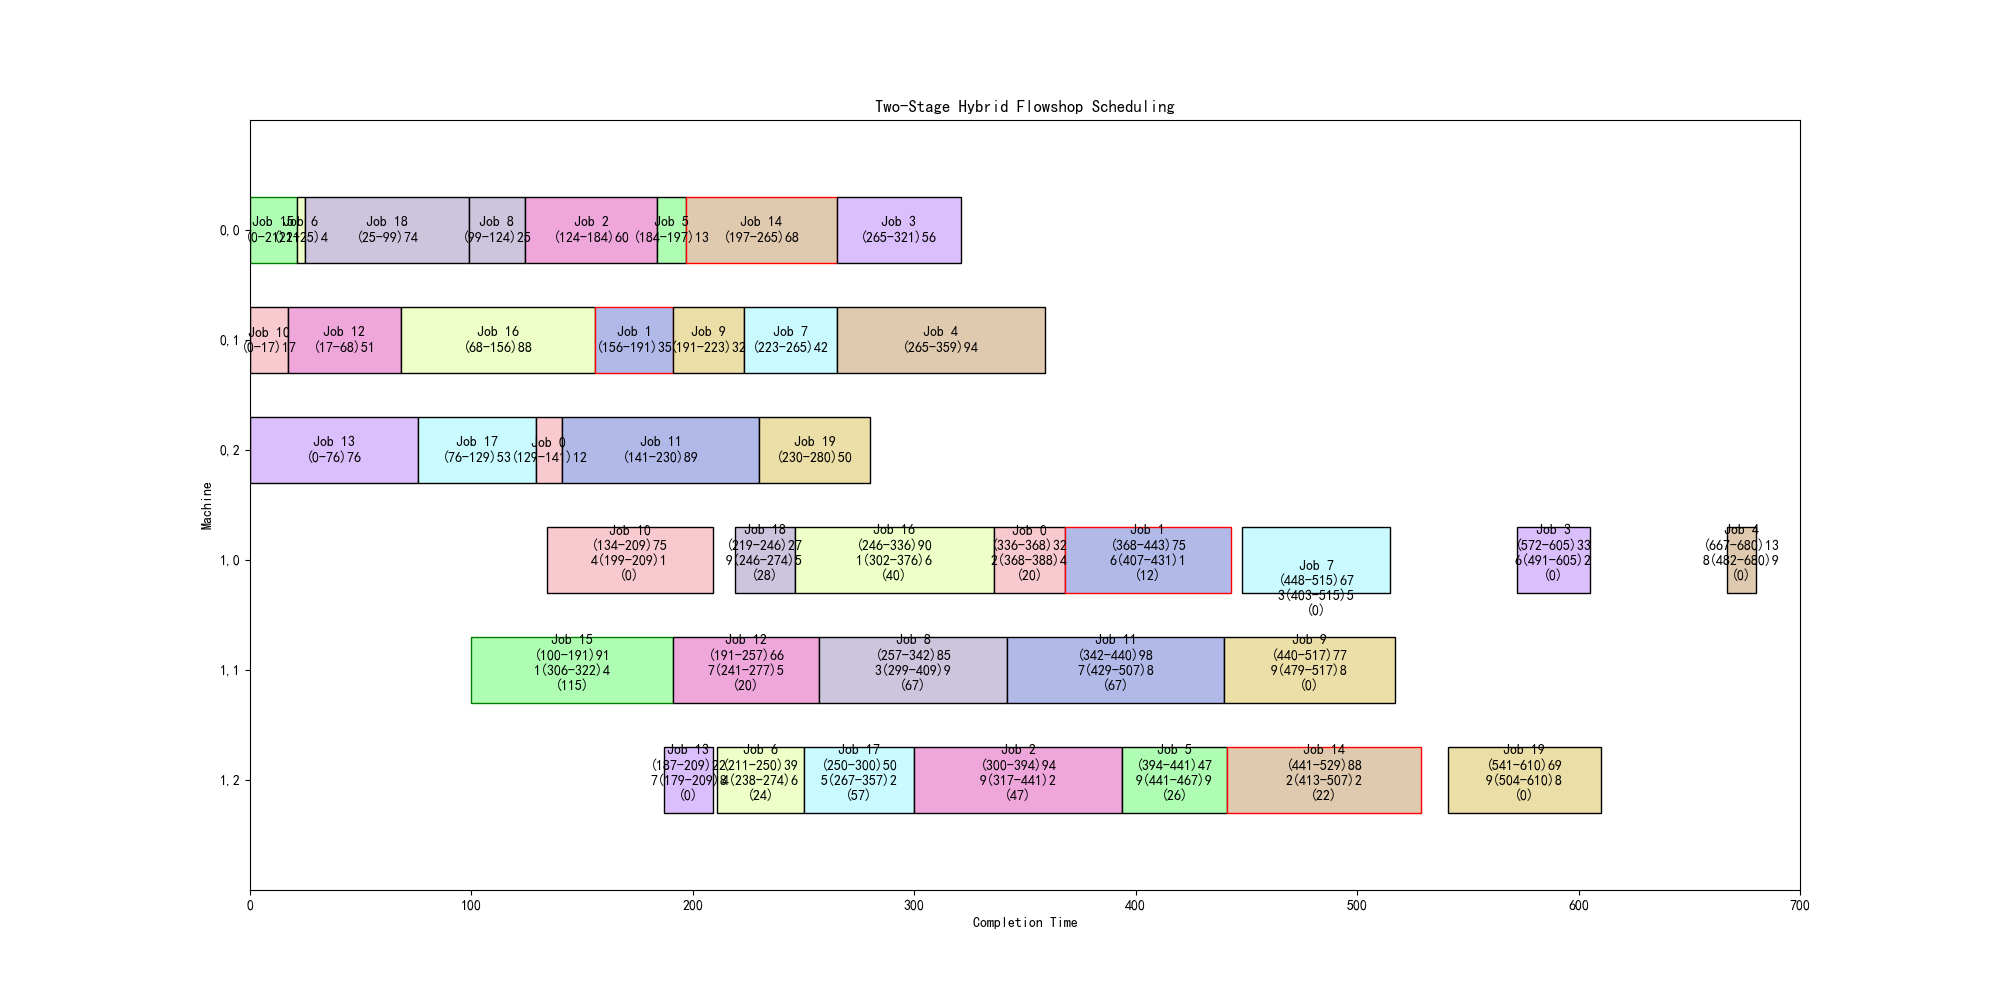 Two-Stage Hybrid Flowshop Scheduling
Machine
0,0
Job 15
(0-21)21
Job 6
(21-25)4
Job 18
(25-99)74
Job 8
(99-124)25
Job 2
(124-184)60
Job 5
(184-197)13
Job 14
(197-265)68
Job 3
(265-321)56
0,1
Job 10
(0-17)17
Job 12
(17-68)51
Job 16
(68-156)88
Job 1
(156-191)35
Job 9
(191-223)32
Job 7
(223-265)42
Job 4
(265-359)94
0,2
Job 13
(0-76)76
Job 17
(76-129)53
Job 0
(129-141)12
Job 11
(141-230)89
Job 19
(230-280)50
1,0
Job 10
(134-209)75
4(199-209)1
(0)
Job 18
(219-246)27
9(246-274)5
(28)
Job 16
(246-336)90
1(302-376)6
(40)
Job 0
(336-368)32
2(368-388)4
(20)
Job 1
(368-443)75
6(407-431)1
(12)
Job 7
(448-515)67
3(403-515)5
(0)
Job 3
(572-605)33
6(491-605)2
(0)
Job 4
(667-680)13
8(482-680)9
(0)
1,1
Job 15
(100-191)91
1(306-322)4
(115)
Job 12
(191-257)66
7(241-277)5
(20)
Job 8
(257-342)85
3(299-409)9
(67)
Job 11
(342-440)98
7(429-507)8
(67)
Job 9
(440-517)77
9(479-517)8
(0)
1,2
Job 13
(187-209)22
7(179-209)8
(0)
Job 6
(211-250)39
4(238-274)6
(24)
Job 17
(250-300)50
5(267-357)2
(57)
Job 2
(300-394)94
9(317-441)2
(47)
Job 5
(394-441)47
9(441-467)9
(26)
Job 14
(441-529)88
2(413-507)2
(22)
Job 19
(541-610)69
9(504-610)8
(0)
0 100 200 300 400 500 600 700
Completion Time